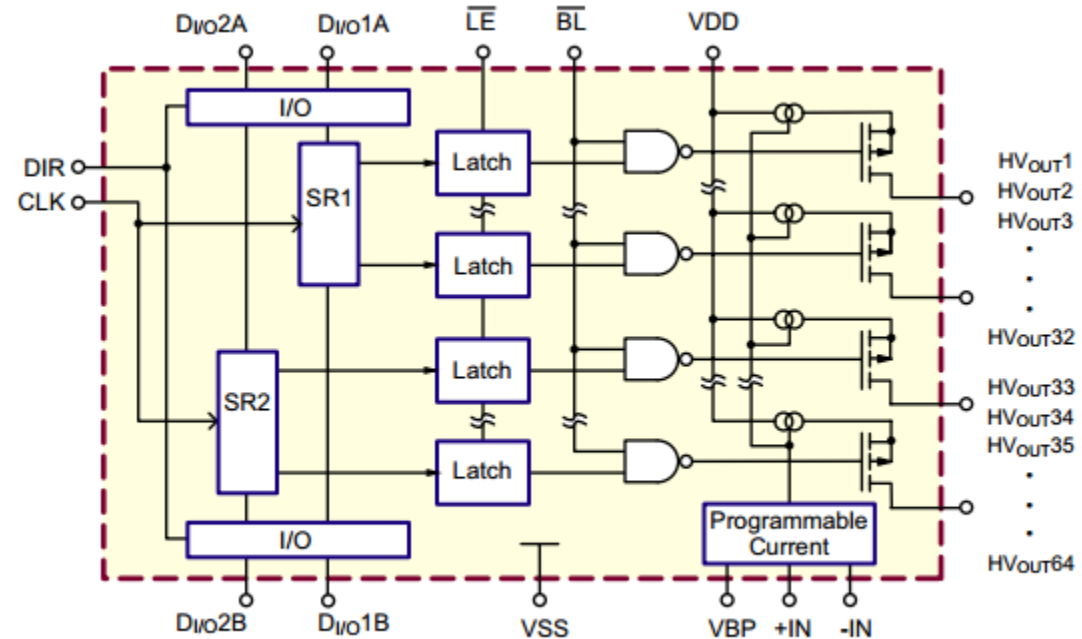 DI/O2A DI/O1A LE BL VDD
I/O
DIR
CLK
SR1
Latch
Latch
SR2
Latch
Latch
I/O
Programmable
Current
HVOUT1
HVOUT2
HVOUT3
HVOUT32
HVOUT33
HVOUT34
HVOUT35
HVOUT64
DI/O2B DI/O1B VSS VBP +IN -IN